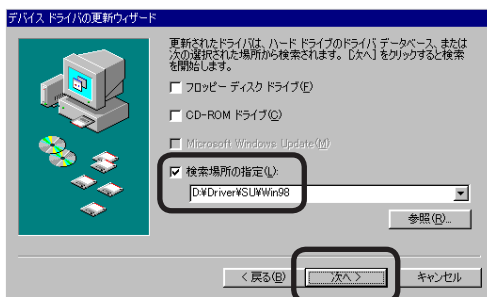 デバイス ドライバの更新ウィザード
更新されたドライバは、ハード ドライブのドライバ データベース、または
次の選択された場所から検索されます。[次へ] をクリックすると検索
を開始します。
フロッピー ディスク ドライブ(F)
CD-ROM ドライブ(C)
Microsoft Windows Update(M)
検索場所の指定(L):
D:¥Driver¥SU¥Win98
参照(R)...
< 戻る(B)
次へ >
キャンセル